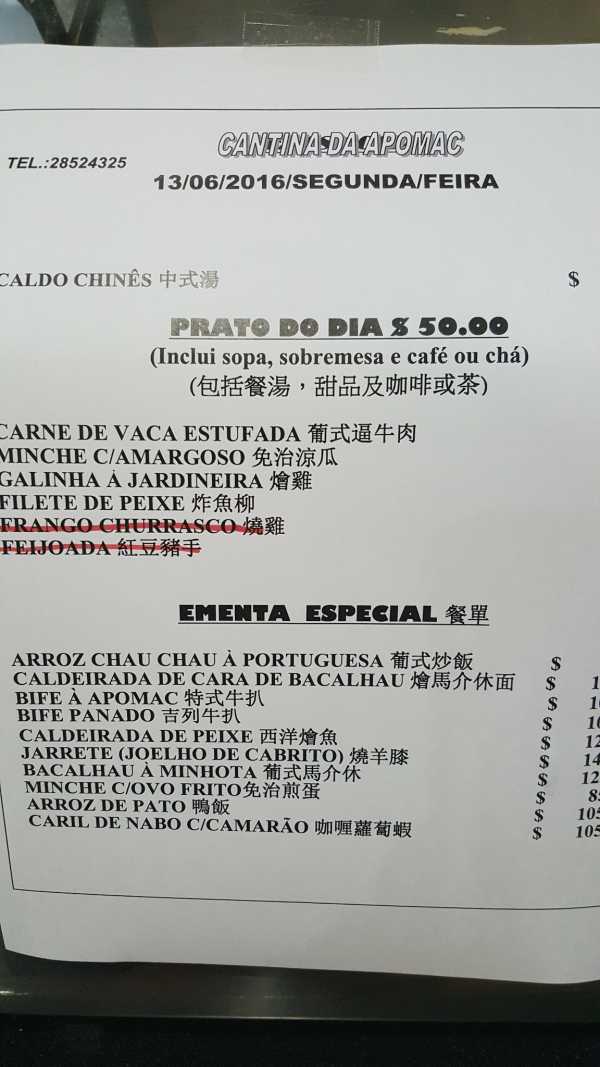 CANTINA DA APOMAC
TEL.:28524325
13/06/2016/SEGUNDA/FEIRA
CALDO CHINÊS 中式湯 $
PRATO DO DIA $ 50.00
(Inclui sopa, sobremesa e café ou chá)
(包括餐湯，甜品及咖啡或茶)
CARNE DE VACA ESTUFADA 葡式逼牛肉
MINCHE C/AMARGOSO 免治涼瓜
GALINHA À JARDINEIRA 燴雞
FILETE DE PEIXE 炸魚柳
FRANGO CHURRASCO 燒雞
FEIJOADA 紅豆豬手
EMENTA ESPECIAL 餐單
ARROZ CHAU CHAU À PORTUGUESA 葡式炒飯 $
CALDEIRADA DE CARA DE BACALHAU 燴馬介休面 $
BIFE À APOMAC 特式牛扒 $
BIFE PANADO 吉列牛扒 $
CALDEIRADA DE PEIXE 西洋燴魚 $
JARRETE (JOELHO DE CABRITO) 燒羊膝 $
BACALHAU À MINHOTA 葡式馬介休 $
MINCHE C/OVO FRITO免治煎蛋 $
ARROZ DE PATO 鴨飯 $ 105
CARIL DE NABO C/CAMARÃO 咖喱蘿蔔蝦 $ 105